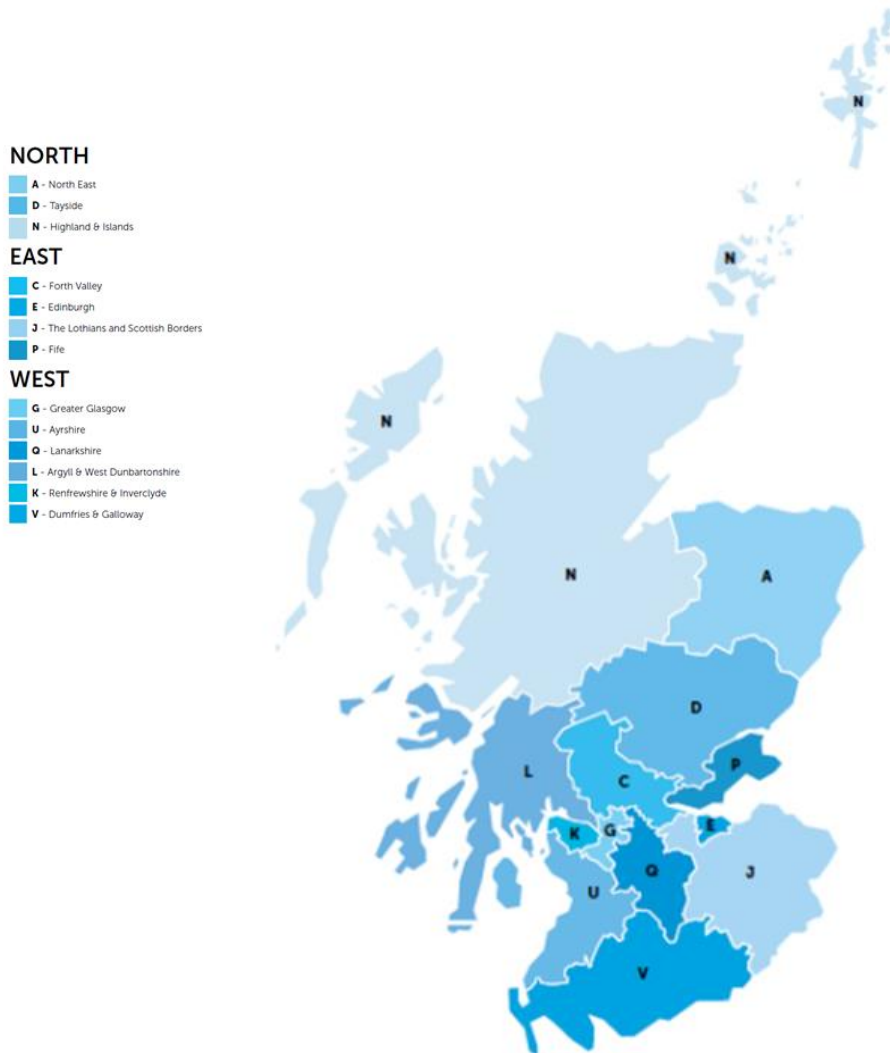 NORTH
A - North East
D - Tayside
N - Highland & Islands
EAST
C - Forth Valley
E - Edinburgh
J - The Lothians and Scottish Borders
P - Fife
WEST
G - Greater Glasgow
U - Ayrshire
Q - Lanarkshire
L - Argyll & West Dunbartonshire
K - Renfrewshire & Inverclyde
V - Dumfries & Galloway
N
N
N
N
A
D
P
L
C
K
G
E
Q
J
U
V